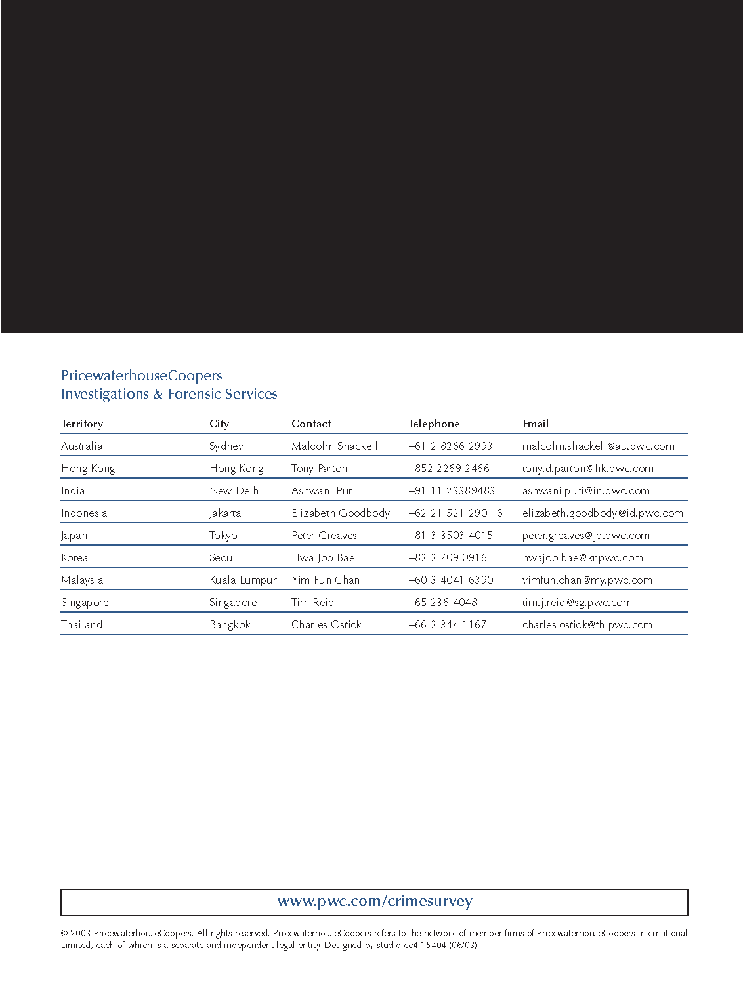 PricewaterhouseCoopers
Investigations & Forensic Services
Territory City Contact Telephone Email
Australia Sydney Malcolm Shackell +61 2 8266 2993 malcolm.shackell@au.pwc.com
Hong Kong Hong Kong Tony Parton +852 2289 2466 tony.d.parton@hk.pwc.com
India New Delhi Ashwani Puri +91 11 23389483 ashwani.puri@in.pwc.com
Indonesia Jakarta Elizabeth Goodbody +62 21 521 2901 6 elizabeth.goodbody@id.pwc.com
Japan Tokyo Peter Greaves +81 3 3503 4015 peter.greaves@jp.pwc.com
Korea Seoul Hwa-Joo Bae +82 2 709 0916 hwajoo.bae@kr.pwc.com
Malaysia Kuala Lumpur Yim Fun Chan +60 3 4041 6390 yimfun.chan@my.pwc.com
Singapore Singapore Tim Reid +65 236 4048 tim.j.reid@sg.pwc.com
Thailand Bangkok Charles Ostick +66 2 344 1167 charles.ostick@th.pwc.com
www.pwc.com/crimesurvey
© 2003 PricewaterhouseCoopers. All rights reserved. PricewaterhouseCoopers refers to the network of member firms of PricewaterhouseCoopers International
Limited, each of which is a separate and independent legal entity. Designed by studio ec4 15404 (06/03).